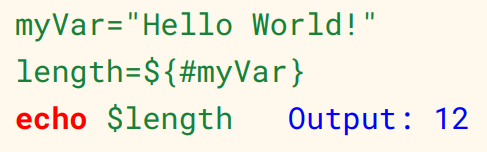 myVar="Hello World!"
length=${#myVar}
echo $length   Output: 12